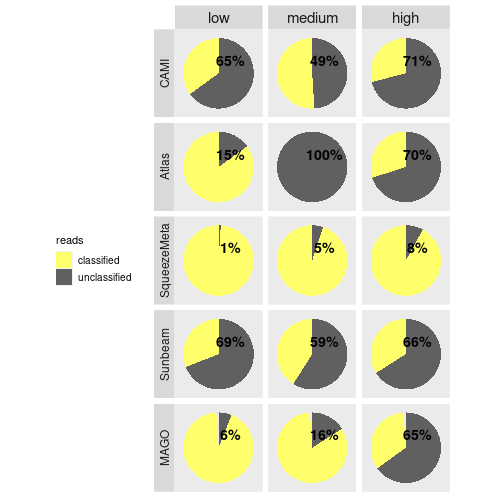 low medium high
CAMI 65% 49% 71%
Atlas 15% 100% 70%
SqueezeMeta 1% 5% 8%
reads
classified
unclassified
Sunbeam 69% 59% 66%
MAGO 6% 16% 65%